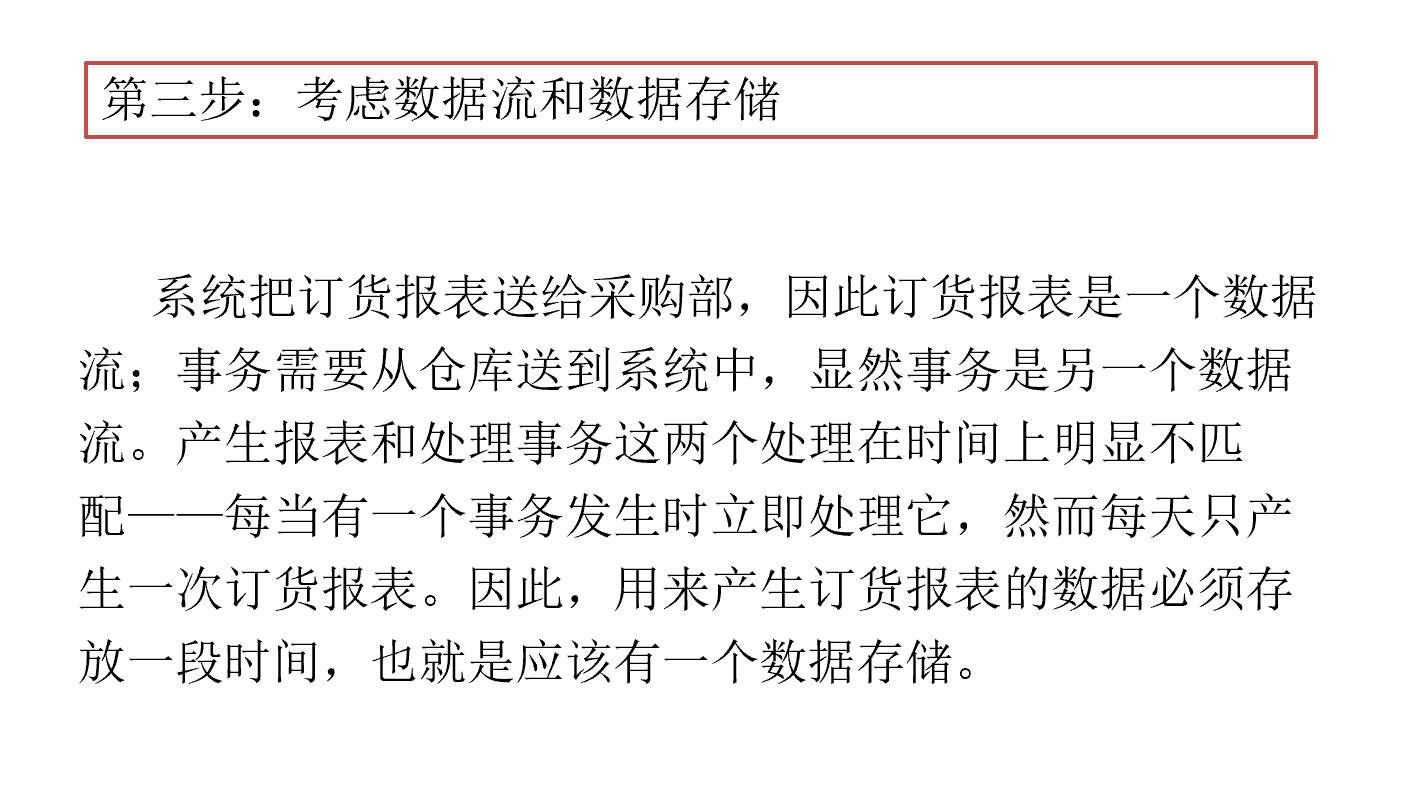 第三步：考虑数据流和数据存储
系统把订货报表送给采购部，因此订货报表是一个数据
流；事务需要从仓库送到系统中，显然事务是另一个数据
流。产生报表和处理事务这两个处理在时间上明显不匹
配——每当有一个事务发生时立即处理它，然而每天只产
生一次订货报表。因此，用来产生订货报表的数据必须存
放一段时间，也就是应该有一个数据存储。